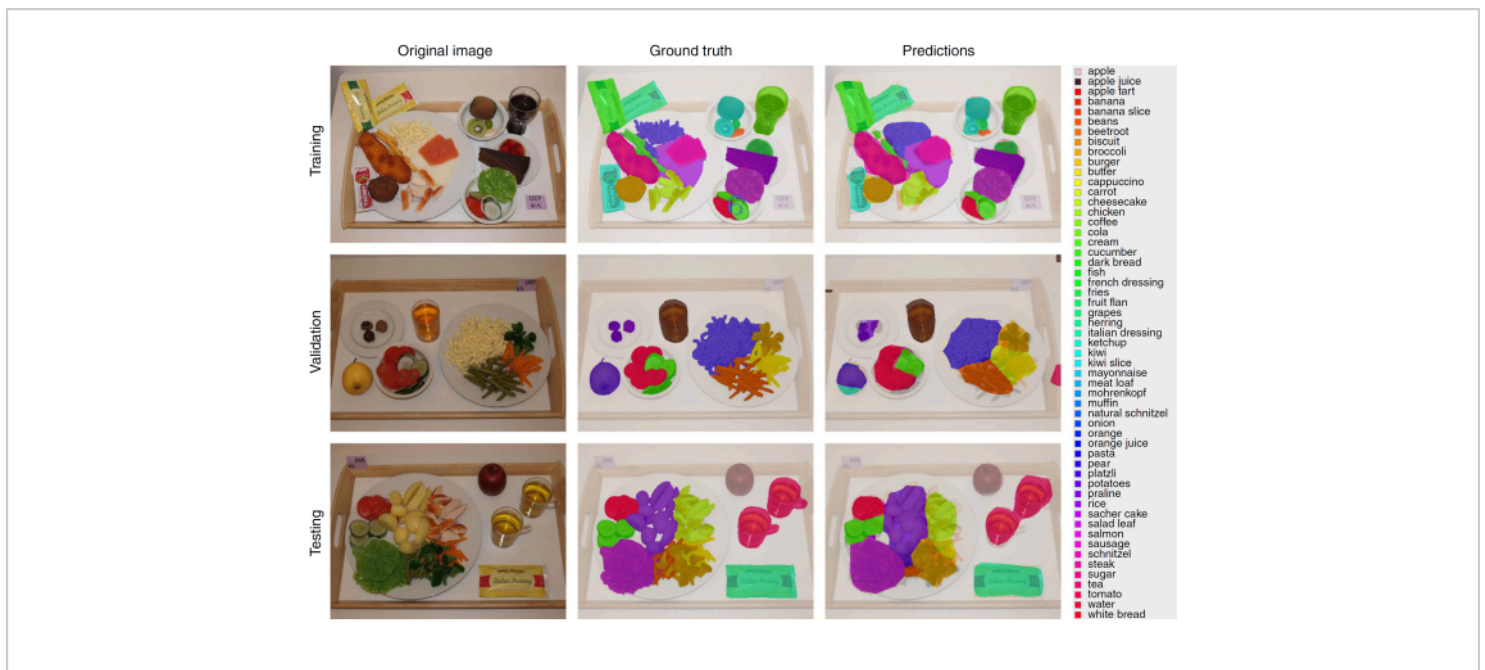 Original image
Ground truth
Predictions
Training
Validation
Testing
apple
apple juice
apple tart
banana
banana slice
beans
beetroot
biscuit
broccoli
burger
butter
cappuccino
carrot
cheesecake
chicken
coffee
cola
cream
cucumber
dark bread
fish
french dressing
fries
fruit flan
grapes
herring
italian dressing
ketchup
kiwi
kiwi slice
mayonnaise
meat loaf
mohrenkopf
muffin
natural schnitzel
onion
orange
orange juice
pasta
pear
platzli
potatoes
praline
rice
sacher cake
salad leaf
salmon
sausage
schnitzel
steak
sugar
tea
tomato
water
white bread